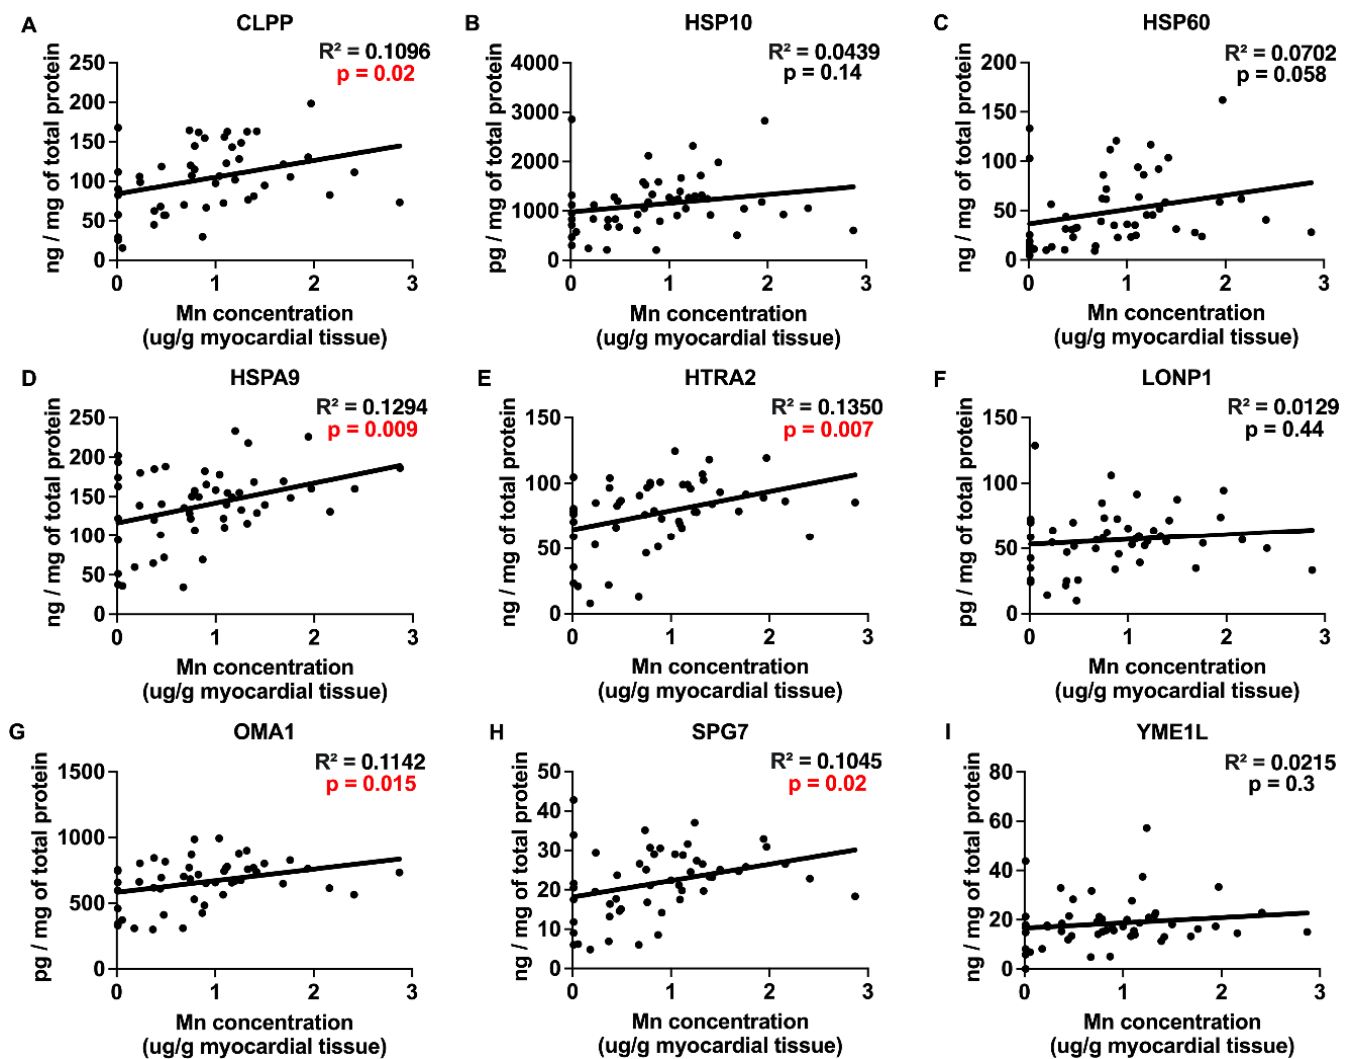 A
CLPP
R² = 0.1096
p = 0.02
ng / mg of total protein
250
200
150
100
50
0
0 1 2 3
Mn concentration
(ug/g myocardial tissue)
B
HSP10
R² = 0.0439
p = 0.14
pg / mg of total protein
4000
3000
2000
1000
0
0 1 2 3
Mn concentration
(ug/g myocardial tissue)
C
HSP60
R² = 0.0702
p = 0.058
ng / mg of total protein
200
150
100
50
0
0 1 2 3
Mn concentration
(ug/g myocardial tissue)
D
HSPA9
R² = 0.1294
p = 0.009
ng / mg of total protein
250
200
150
100
50
0
0 1 2 3
Mn concentration
(ug/g myocardial tissue)
E
HTRA2
R² = 0.1350
p = 0.007
ng / mg of total protein
150
100
50
0
0 1 2 3
Mn concentration
(ug/g myocardial tissue)
F
LONP1
R² = 0.0129
p = 0.44
pg / mg of total protein
150
100
50
0
0 1 2 3
Mn concentration
(ug/g myocardial tissue)
G
OMA1
R² = 0.1142
p = 0.015
pg / mg of total protein
1500
1000
500
0
0 1 2 3
Mn concentration
(ug/g myocardial tissue)
H
SPG7
R² = 0.1045
p = 0.02
ng / mg of total protein
50
40
30
20
10
0
0 1 2 3
Mn concentration
(ug/g myocardial tissue)
I
YME1L
R² = 0.0215
p = 0.3
ng / mg of total protein
80
60
40
20
0
0 1 2 3
Mn concentration
(ug/g myocardial tissue)